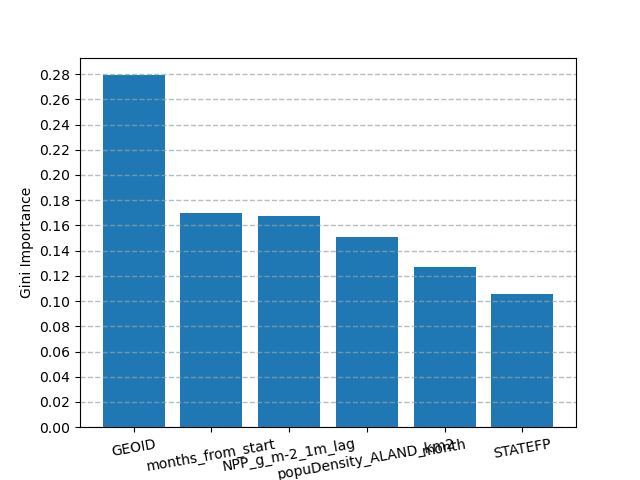 0.28
0.26
0.24
0.22
0.20
0.18
0.16
0.14
0.12
0.10
0.08
0.06
0.04
0.02
0.00
Gini Importance
GEOID
months_from_start
NPP_g_m-2_1m_lag
popuDensity_ALAND_km2
month
STATEFP